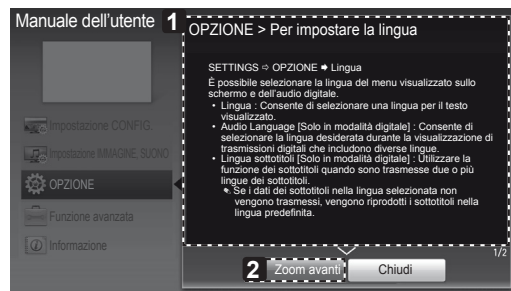 Manuale dell'utente
1
OPZIONE > Per impostare la lingua
SETTINGS ⇨ OPZIONE ➡ Lingua
È possibile selezionare la lingua del menu visualizzato sullo
schermo e dell'audio digitale.
• Lingua : Consente di selezionare una lingua per il testo
visualizzato.
• Audio Language [Solo in modalità digitale] : Consente di
selezionare la lingua desiderata durante la visualizzazione di
trasmissioni digitali che includono diverse lingue.
• Lingua sottotitoli [Solo in modalità digitale] : Utilizzare la
funzione dei sottotitoli quando sono trasmesse due o più
lingue dei sottotitoli.
Se i dati dei sottotitoli nella lingua selezionata non
vengono trasmessi, vengono riprodotti i sottotitoli nella
lingua predefinita.
Impostazione CONFIG.
Impostazione IMMAGINE, SUONO
OPZIONE
Funzione avanzata
Informazione
1/2
2
Zoom avanti
Chiudi